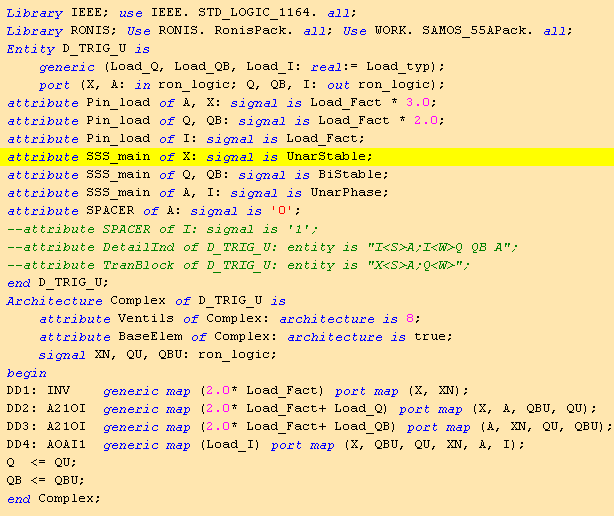 Library IEEE; use IEEE. STD_LOGIC_1164. all;
Library RONIS; Use RONIS. RonisPack. all; Use WORK. SAMOS_55APack. all;
Entity D_TRIG_U is
generic (Load_Q, Load_QB, Load_I: real:= Load_typ);
port (X, A: in ron_logic; Q, QB, I: out ron_logic);
attribute Pin_load of A, X: signal is Load_Fact * 3.0;
attribute Pin_load of Q, QB: signal is Load_Fact * 2.0;
attribute Pin_load of I: signal is Load_Fact;
attribute SSS_main of X: signal is UnarStable;
attribute SSS_main of Q, QB: signal is BiStable;
attribute SSS_main of A, I: signal is UnarPhase;
attribute SPACER of A: signal is '0';
--attribute SPACER of I: signal is '1';
--attribute DetailInd of D_TRIG_U: entity is "I<S>A;I<W>Q QB A";
--attribute TranBlock of D_TRIG_U: entity is "X<S>A;Q<W>";
end D_TRIG_U;
Architecture Complex of D_TRIG_U is
attribute Ventils of Complex: architecture is 8;
attribute BaseElem of Complex: architecture is true;
signal XN, QU, QBU: ron_logic;
begin
DD1: INV generic map (2.0* Load_Fact) port map (X, XN);
DD2: A21OI generic map (2.0* Load_Fact+ Load_Q) port map (X, A, QBU, QU);
DD3: A21OI generic map (2.0* Load_Fact+ Load_QB) port map (A, XN, QU, QBU);
DD4: AOAI1 generic map (Load_I) port map (X, QBU, QU, XN, A, I);
Q <= QU;
QB <= QBU;
end Complex;